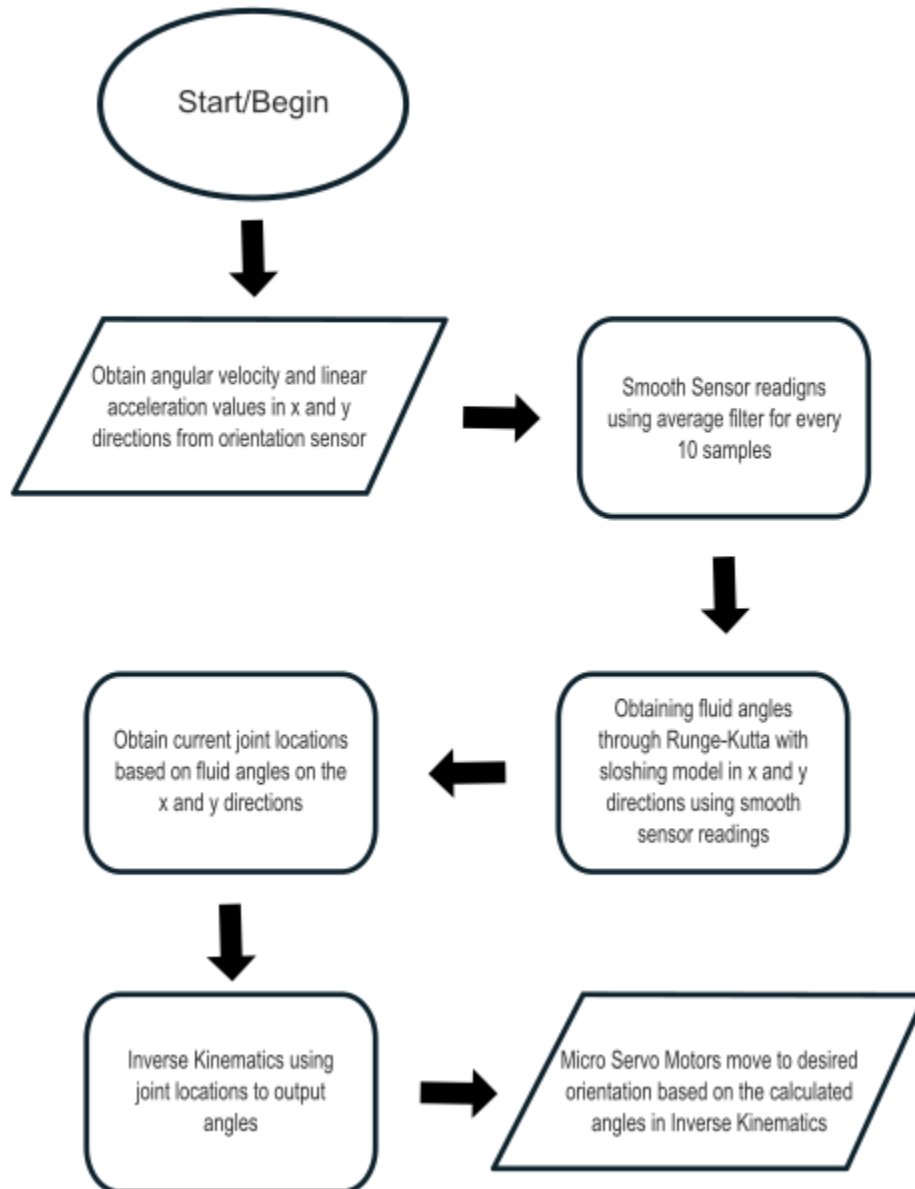 Start/Begin
Obtain angular velocity and linear
acceleration values in x and y
directions from orientation sensor
Smooth Sensor readigns
using average filter for every
10 samples
Obtaining fluid angles
through Runge-Kutta with
sloshing model in x and y
directions using smooth
sensor readings
Obtain current joint locations
based on fluid angles on the
x and y directions
Inverse Kinematics using
joint locations to output
angles
Micro Servo Motors move to desired
orientation based on the calculated
angles in Inverse Kinematics